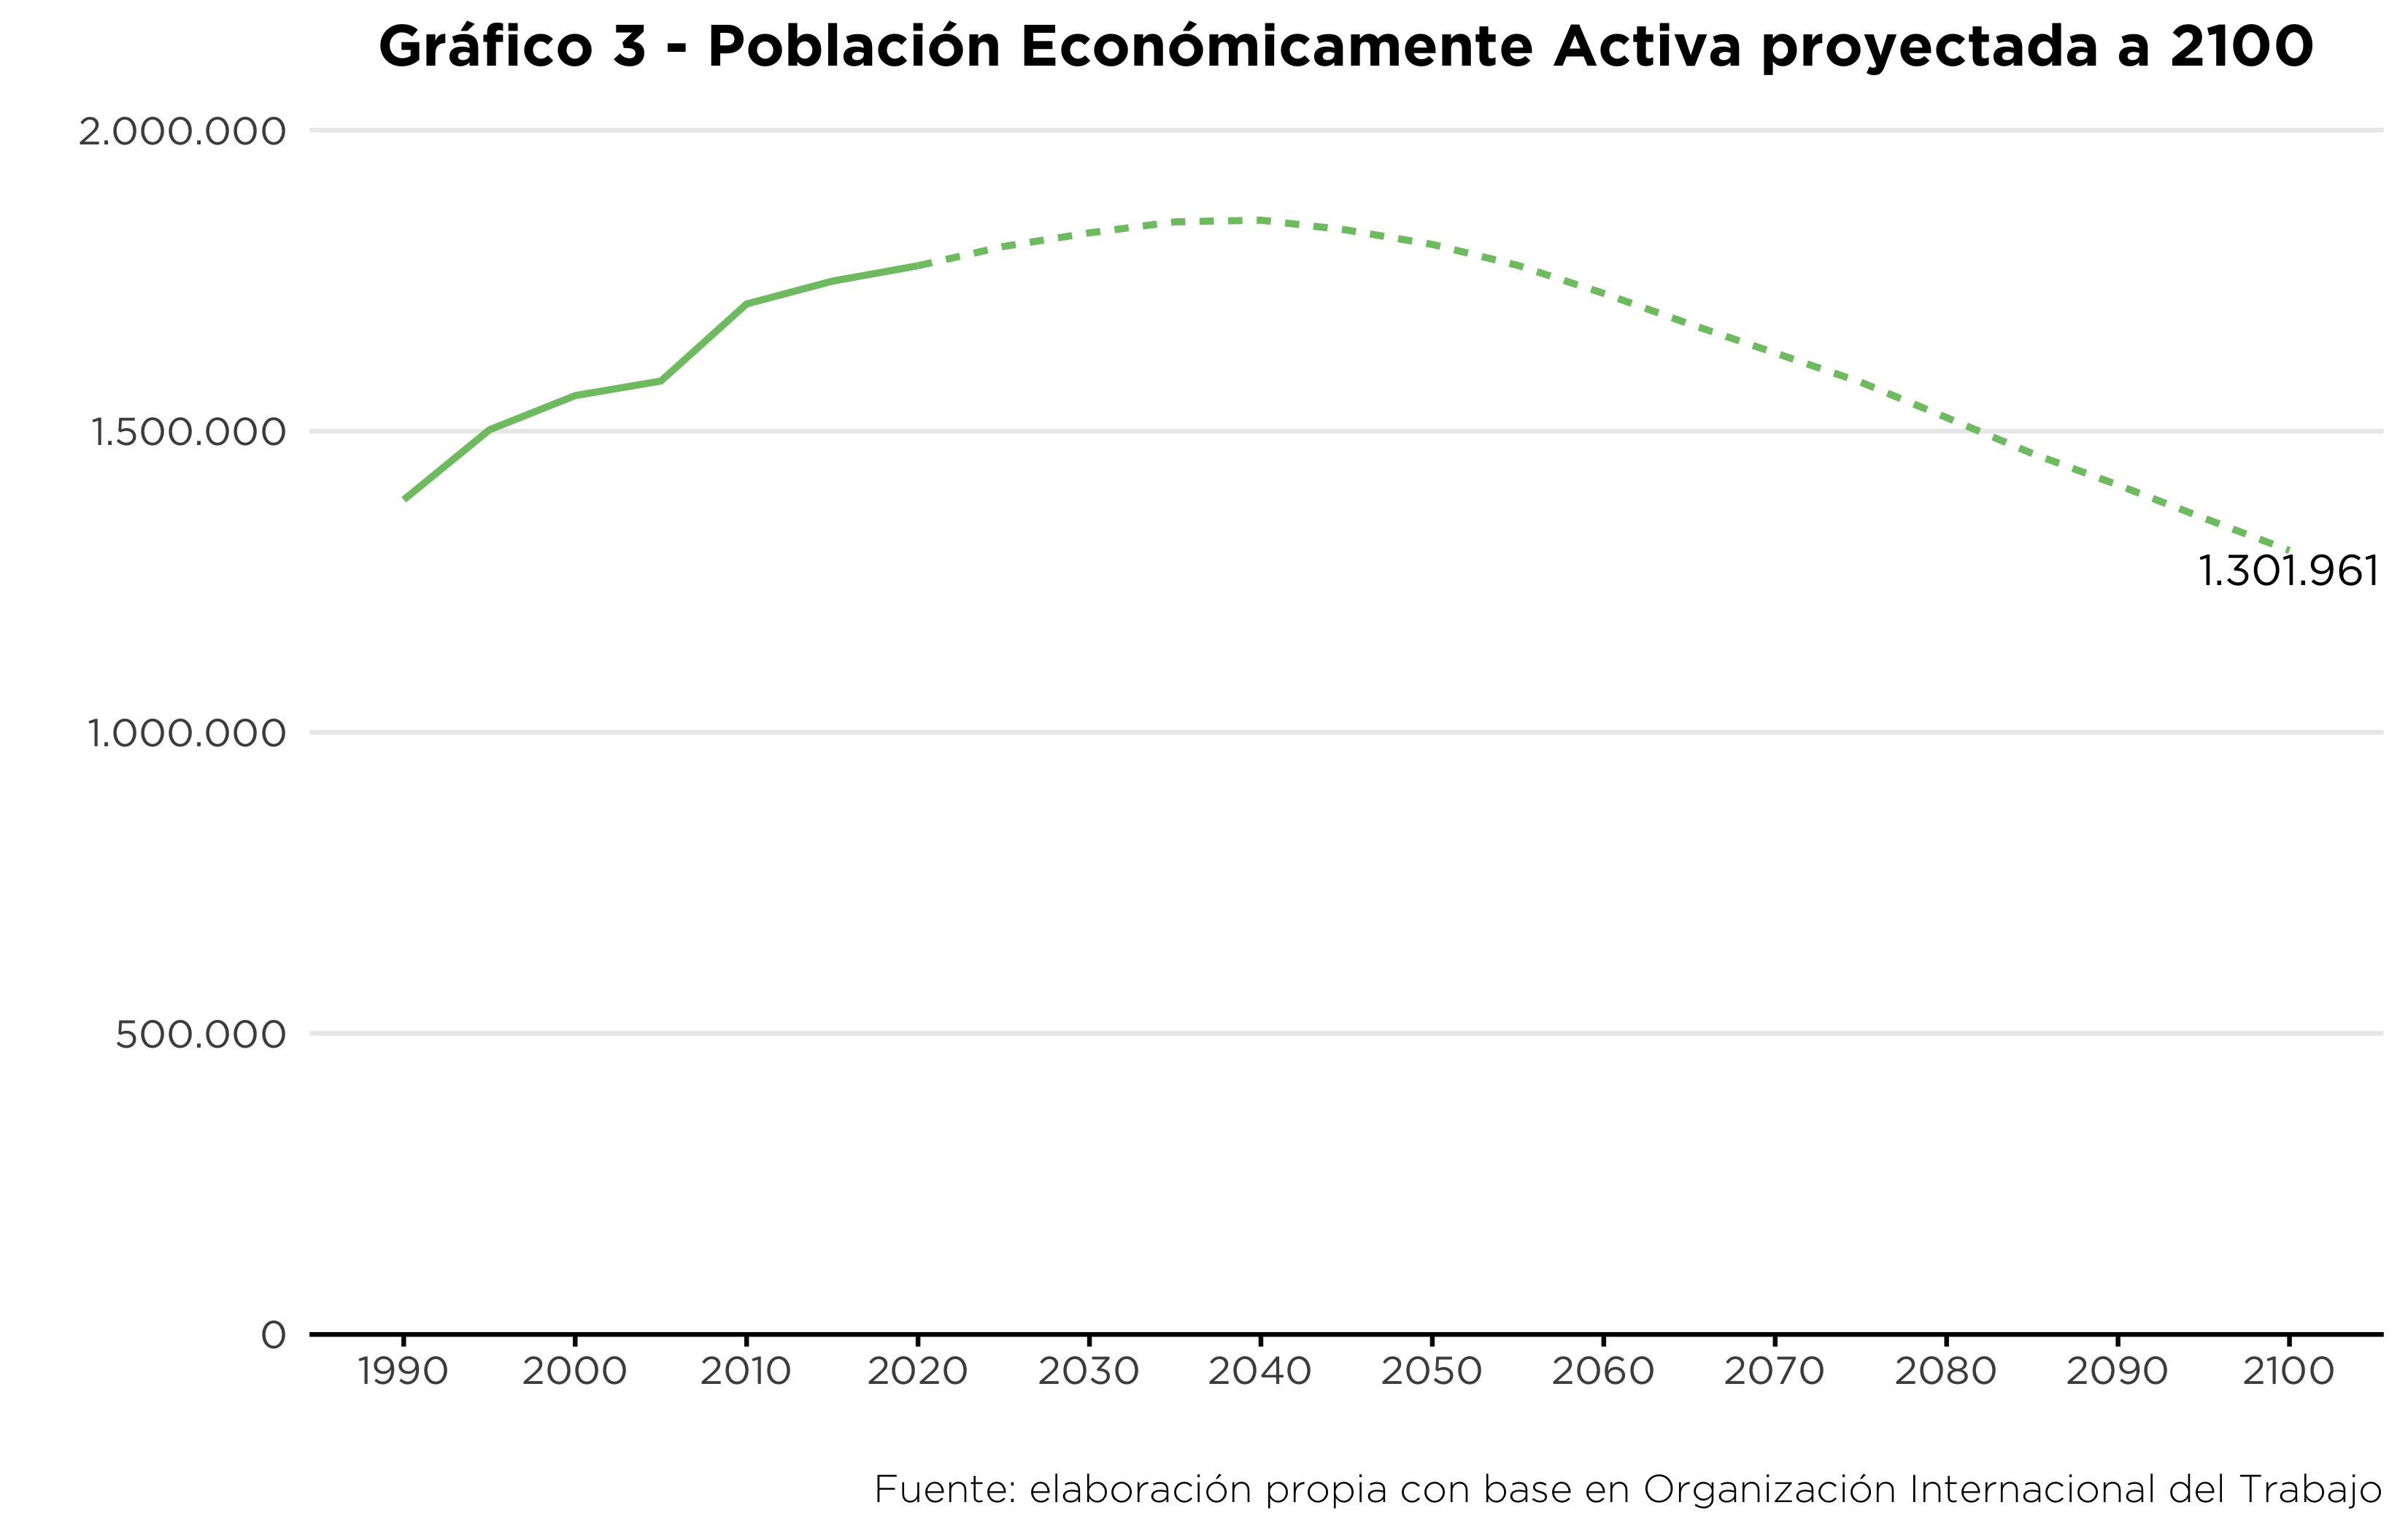 Gráfico 3 - Población Económicamente Activa proyectada a 2100
2.000.000
1.500.000
1.301.961
1.000.000
500.000
0
1990 2000 2010 2020 2030 2040 2050 2060 2070 2080 2090 2100
Fuente: elaboración propia con base en Organización Internacional del Trabajo